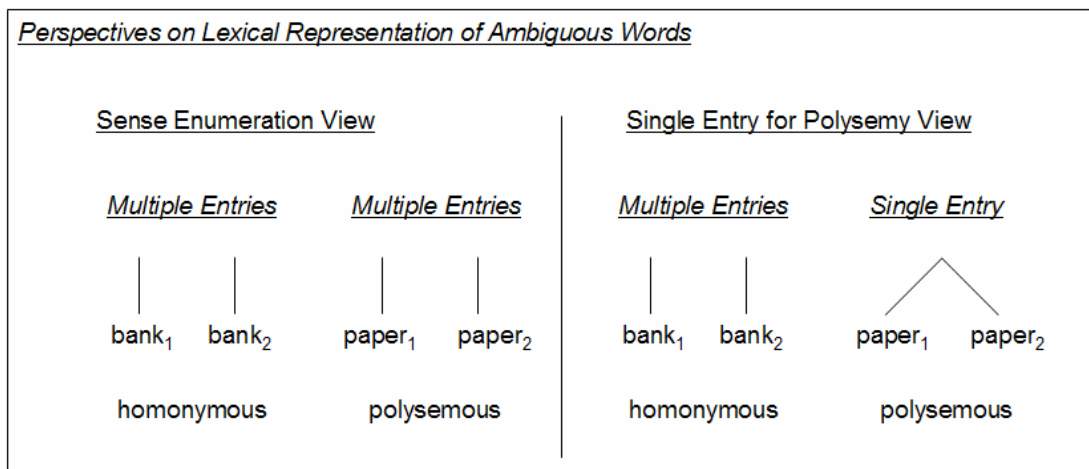 Perspectives on Lexical Representation of Ambiguous Words
Sense Enumeration View
Single Entry for Polysemy View
Multiple Entries
Multiple Entries
Multiple Entries
Single Entry
bank₁
bank₂
paper₁
paper₂
bank₁
bank₂
paper₁
paper₂
homonymous
polysemous
homonymous
polysemous